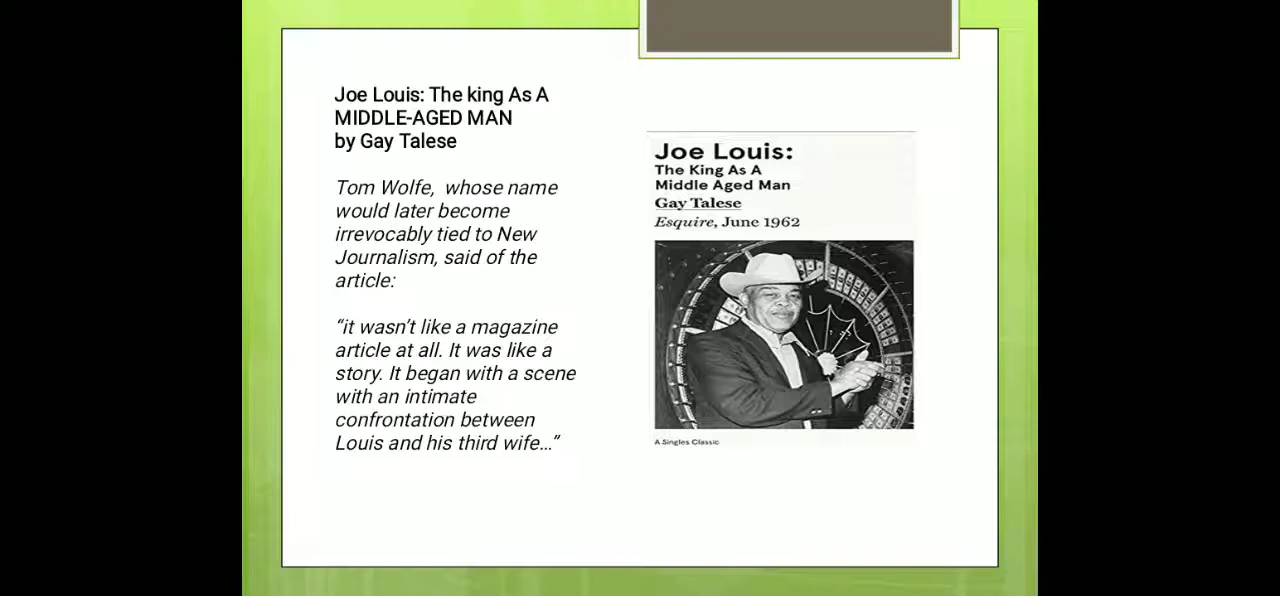 Joe Louis: The king As A
MIDDLE-AGED MAN
by Gay Talese
Tom Wolfe, whose name
would later become
irrevocably tied to New
Journalism, said of the
article:
“it wasn’t like a magazine
article at all. It was like a
story. It began with a scene
with an intimate
confrontation between
Louis and his third wife…”
Joe Louis:
The King As A
Middle Aged Man
Gay Talese
Esquire, June 1962
A Singles Classic